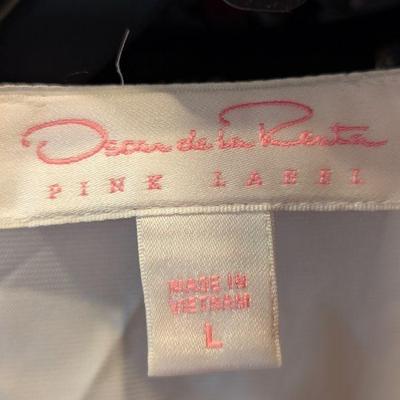 Oscar de la Renta
PINK LABEL
MADE IN
VIETNAM
L